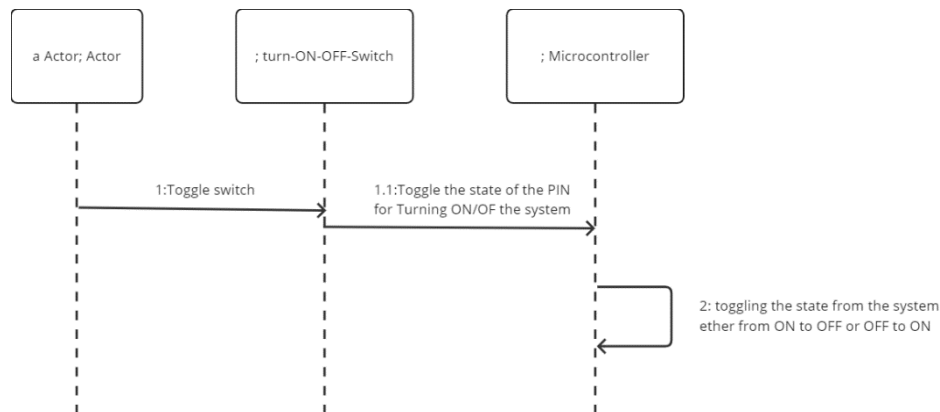 a Actor; Actor
; turn-ON-OFF-Switch
; Microcontroller
1:Toggle switch
1.1:Toggle the state of the PIN
for Turning ON/OF the system
2: toggling the state from the system
ether from ON to OFF or OFF to ON